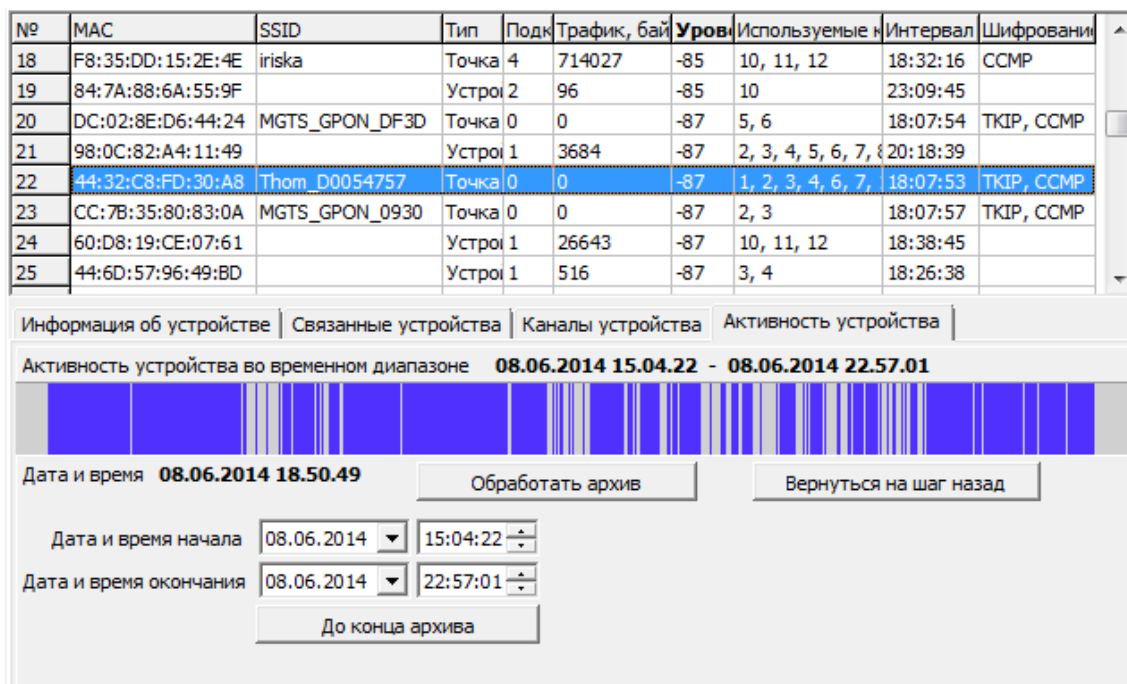 № MAC SSID Тип Подк Трафик, бай Уров Используемые к Интервал Шифровани
18 F8:35:DD:15:2E:4E iriska Точка 4 714027 -85 10, 11, 12 18:32:16 CCMP
19 84:7A:88:6A:55:9F Устрої 2 96 -85 10 23:09:45
20 DC:02:8E:D6:44:24 MGTS_GPON_DF3D Точка 0 0 -87 5, 6 18:07:54 TKIP, CCMP
21 98:0C:82:A4:11:49 Устрої 1 3684 -87 2, 3, 4, 5, 6, 7, 8 20:18:39
22 44:32:C8:FD:30:A8 Thom_D0054757 Точка 0 0 -87 1, 2, 3, 4, 6, 7, 18:07:53 TKIP, CCMP
23 CC:7B:35:80:83:0A MGTS_GPON_0930 Точка 0 0 -87 2, 3 18:07:57 TKIP, CCMP
24 60:D8:19:CE:07:61 Устрої 1 26643 -87 10, 11, 12 18:38:45
25 44:6D:57:96:49:BD Устрої 1 516 -87 3, 4 18:26:38
Информация об устройстве Связанные устройства Каналы устройства Активность устройства
Активность устройства во временном диапазоне 08.06.2014 15.04.22 - 08.06.2014 22.57.01
Дата и время 08.06.2014 18.50.49 Обработать архив Вернуться на шаг назад
Дата и время начала 08.06.2014 15:04:22
Дата и время окончания 08.06.2014 22:57:01
До конца архива